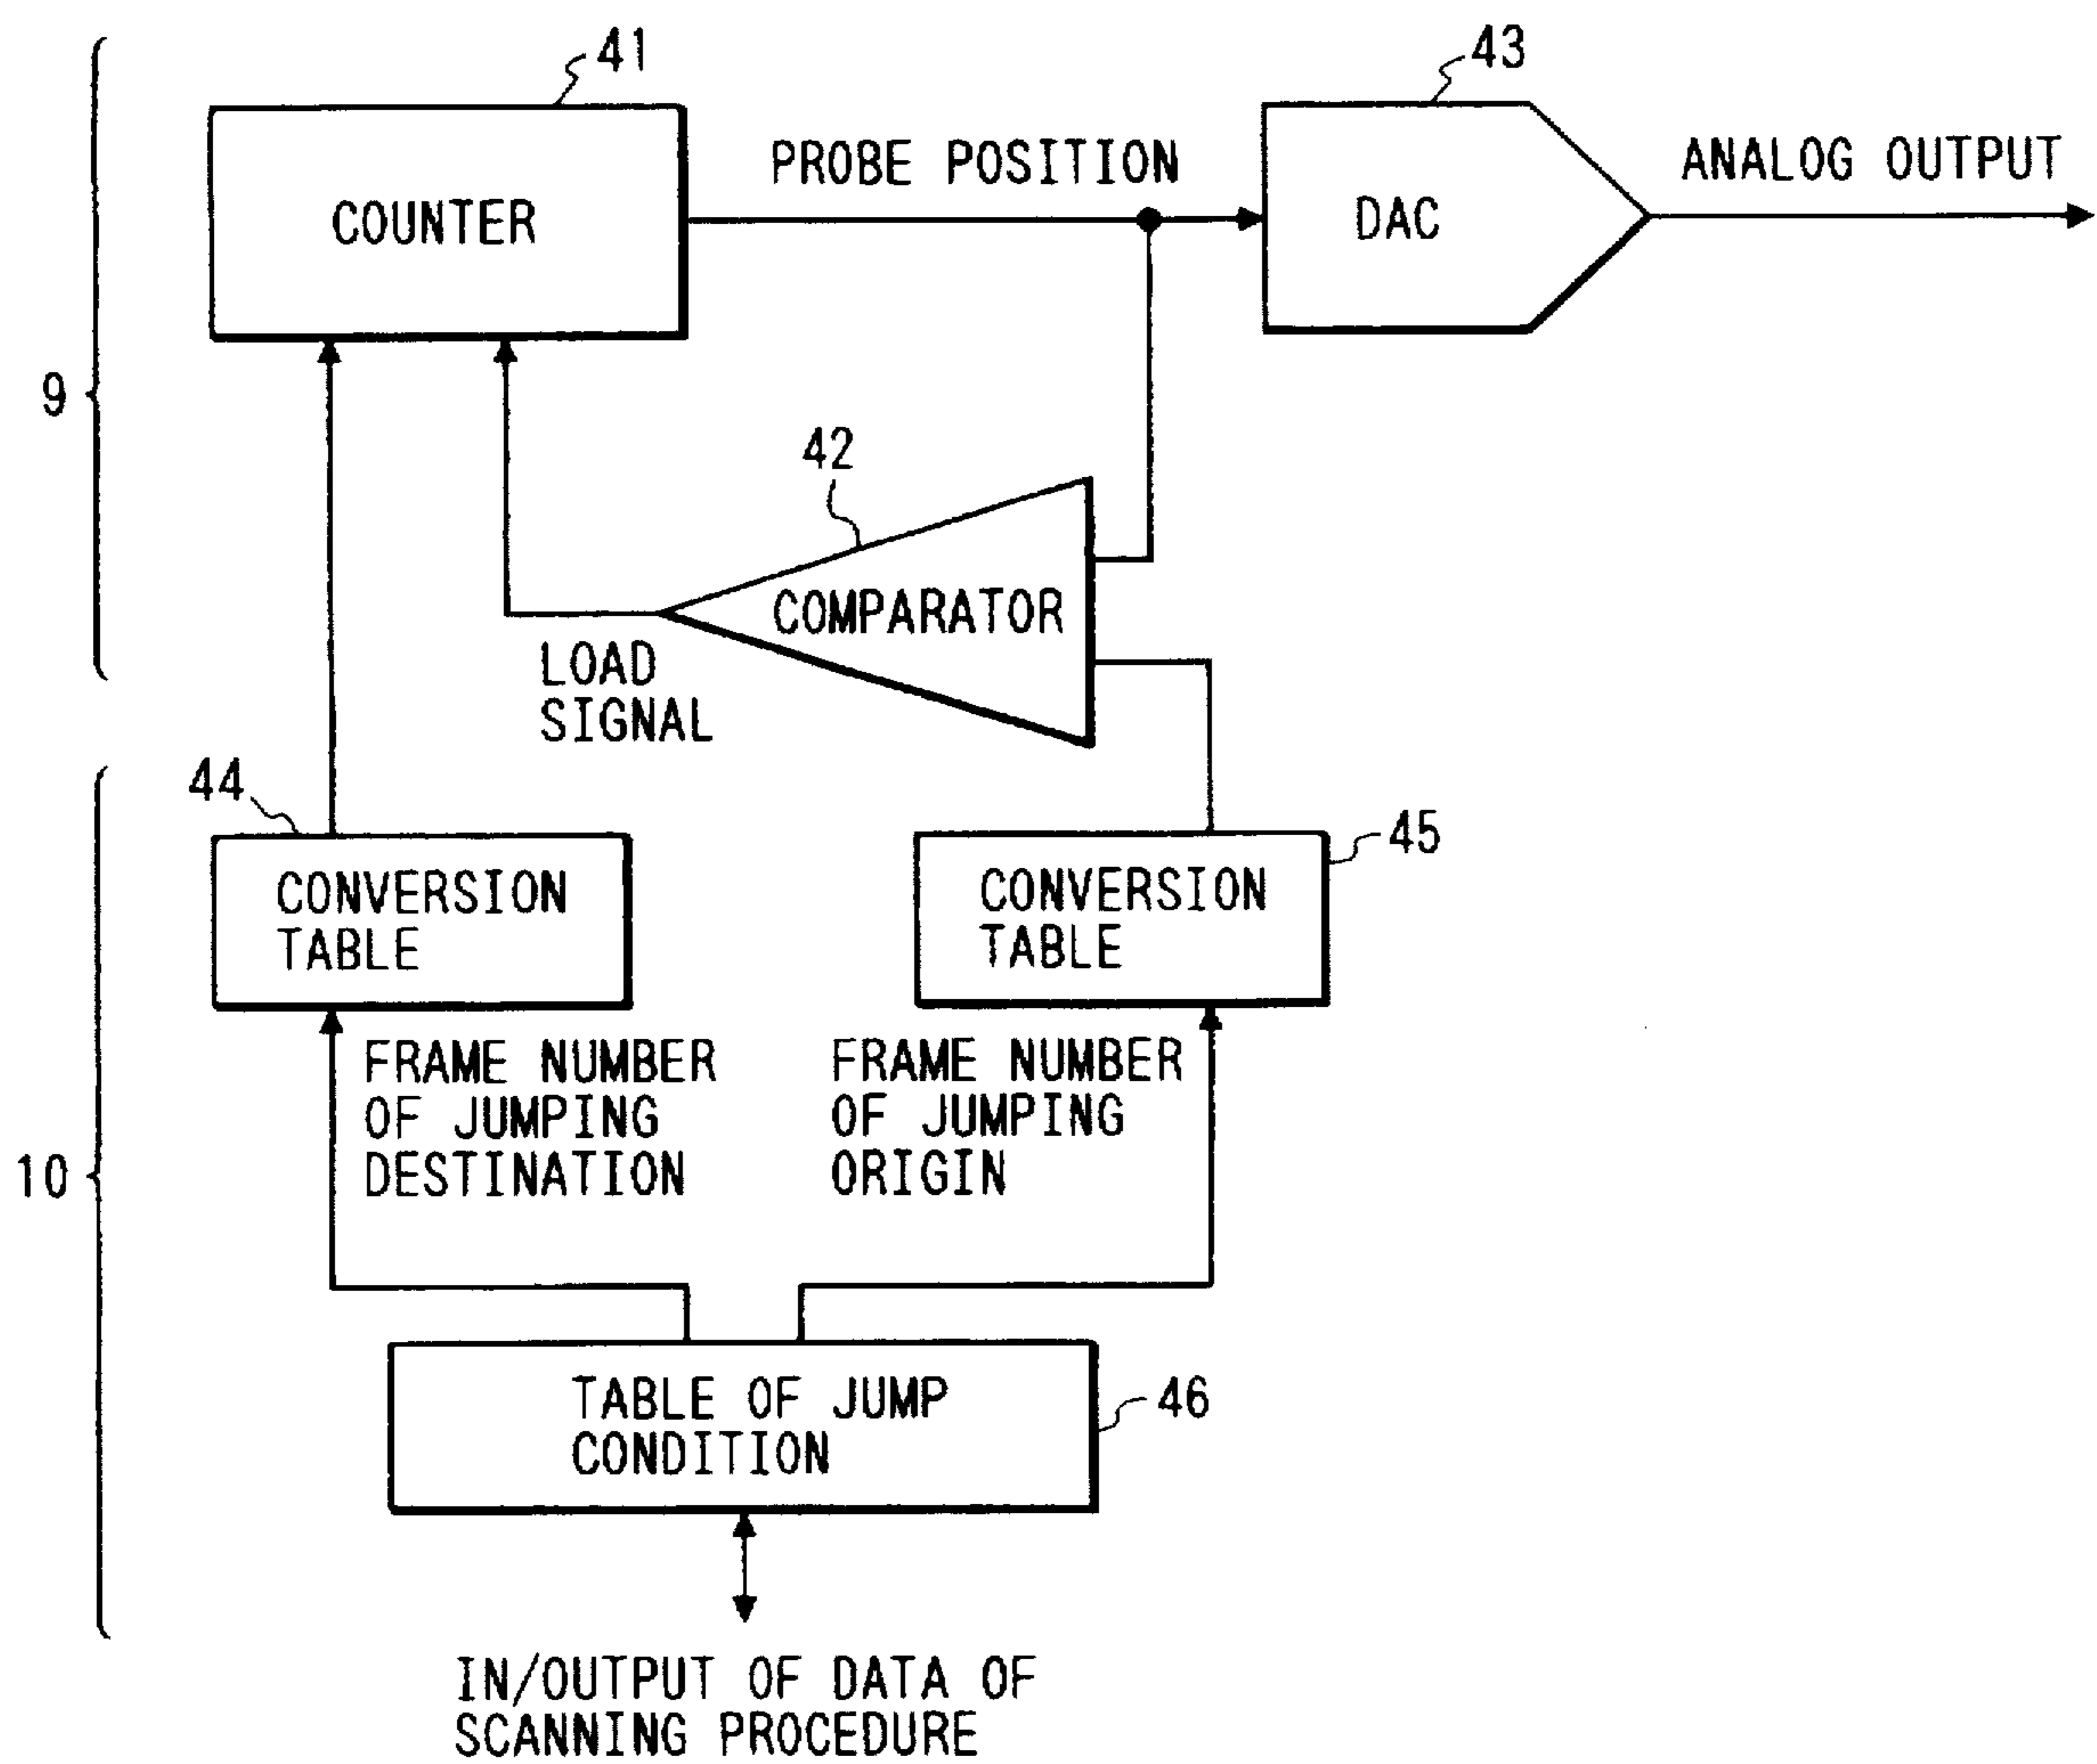 41
43
PROBE POSITION
ANALOG OUTPUT
COUNTER
DAC
9
42
COMPARATOR
LOAD
SIGNAL
44
45
CONVERSION
TABLE
CONVERSION
TABLE
FRAME NUMBER
OF JUMPING
DESTINATION
FRAME NUMBER
OF JUMPING
ORIGIN
10
TABLE OF JUMP
CONDITION
46
IN/OUTPUT OF DATA OF
SCANNING PROCEDURE